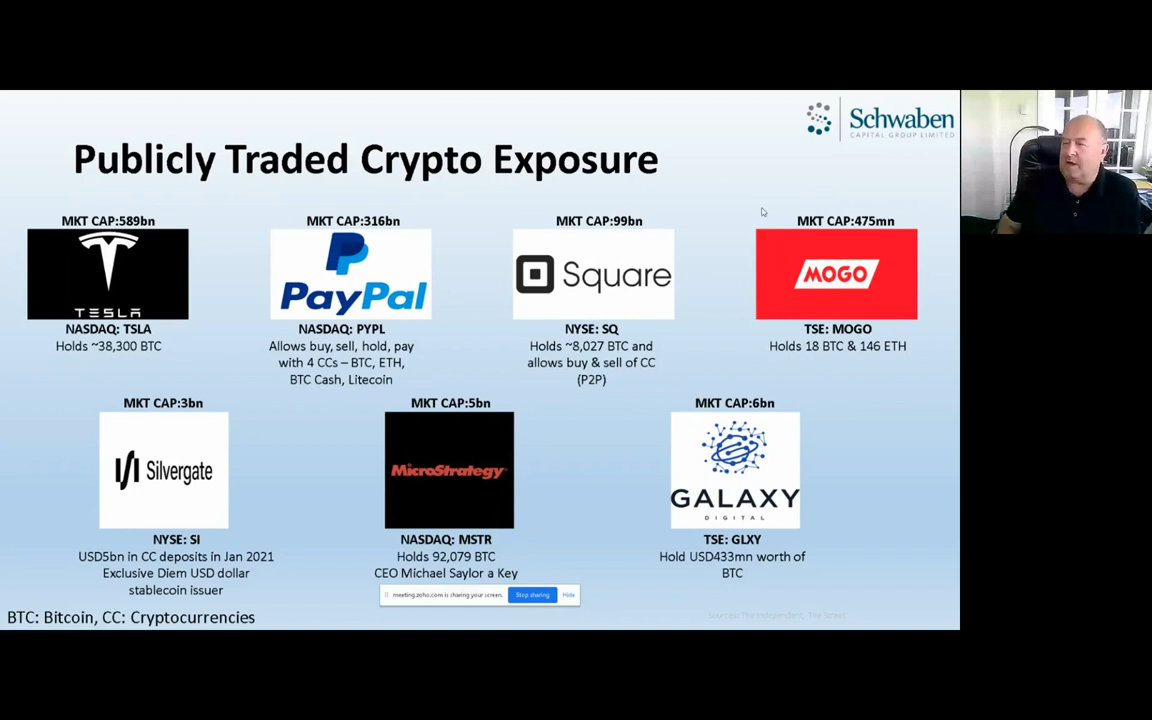 Schwaben
CAPITAL GROUP LIMITED
Publicly Traded Crypto Exposure
MKT CAP:589bn
TESLA
NASDAQ: TSLA
Holds ~38,300 BTC
MKT CAP:316bn
PayPal
NASDAQ: PYPL
Allows buy, sell, hold, pay
with 4 CCs – BTC, ETH,
BTC Cash, Litecoin
MKT CAP:99bn
Square
NYSE: SQ
Holds ~8,027 BTC and
allows buy & sell of CC
(P2P)
MKT CAP:475mn
MOGO
TSE: MOGO
Holds 18 BTC & 146 ETH
MKT CAP:3bn
Silvergate
NYSE: SI
USD5bn in CC deposits in Jan 2021
Exclusive Diem USD dollar
stablecoin issuer
MKT CAP:5bn
MicroStrategy
NASDAQ: MSTR
Holds 92,079 BTC
CEO Michael Saylor a Key
MKT CAP:6bn
GALAXY
DIGITAL
TSE: GLXY
Hold USD433mn worth of
BTC
meeting.zoho.com is sharing your screen.
Stop sharing
Hide
BTC: Bitcoin, CC: Cryptocurrencies
Sources: The Independent, The Street